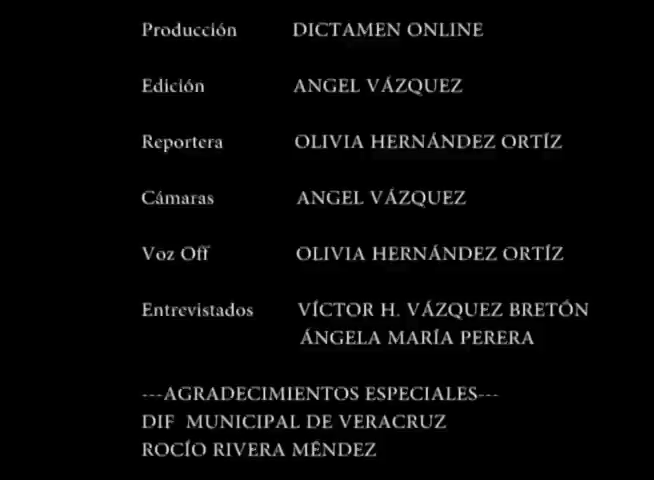 Producción DICTAMEN ONLINE
Edición ANGEL VÁZQUEZ
Reportera OLIVIA HERNÁNDEZ ORTÍZ
Cámaras ANGEL VÁZQUEZ
Voz Off OLIVIA HERNÁNDEZ ORTÍZ
Entrevistados VÍCTOR H. VÁZQUEZ BRETÓN
ÁNGELA MARÍA PERERA
---AGRADECIMIENTOS ESPECIALES---
DIF MUNICIPAL DE VERACRUZ
ROCÍO RIVERA MÉNDEZ